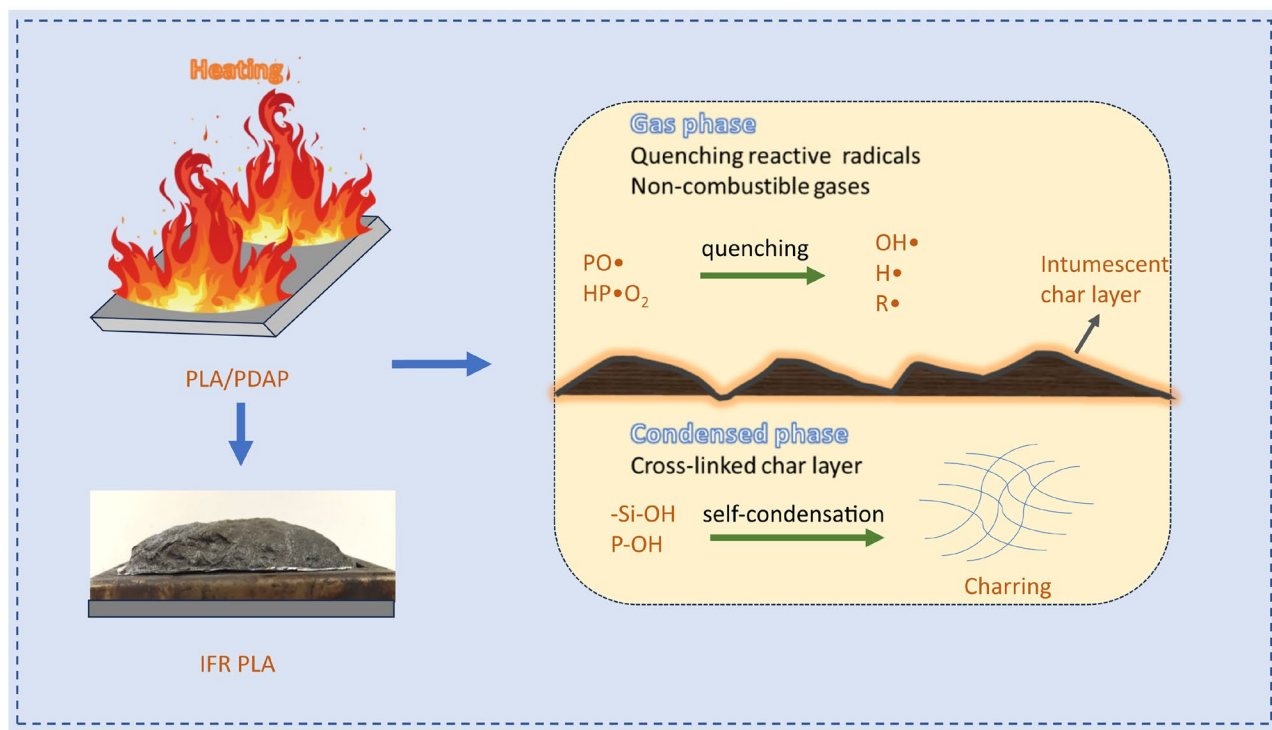 Heating
PLA/PDAP
IFR PLA
Gas phase
Quenching reactive radicals
Non-combustible gases
PO•
HP•O₂
quenching
OH•
H•
R•
Intumescent
char layer
Condensed phase
Cross-linked char layer
-Si-OH
P-OH
self-condensation
Charring